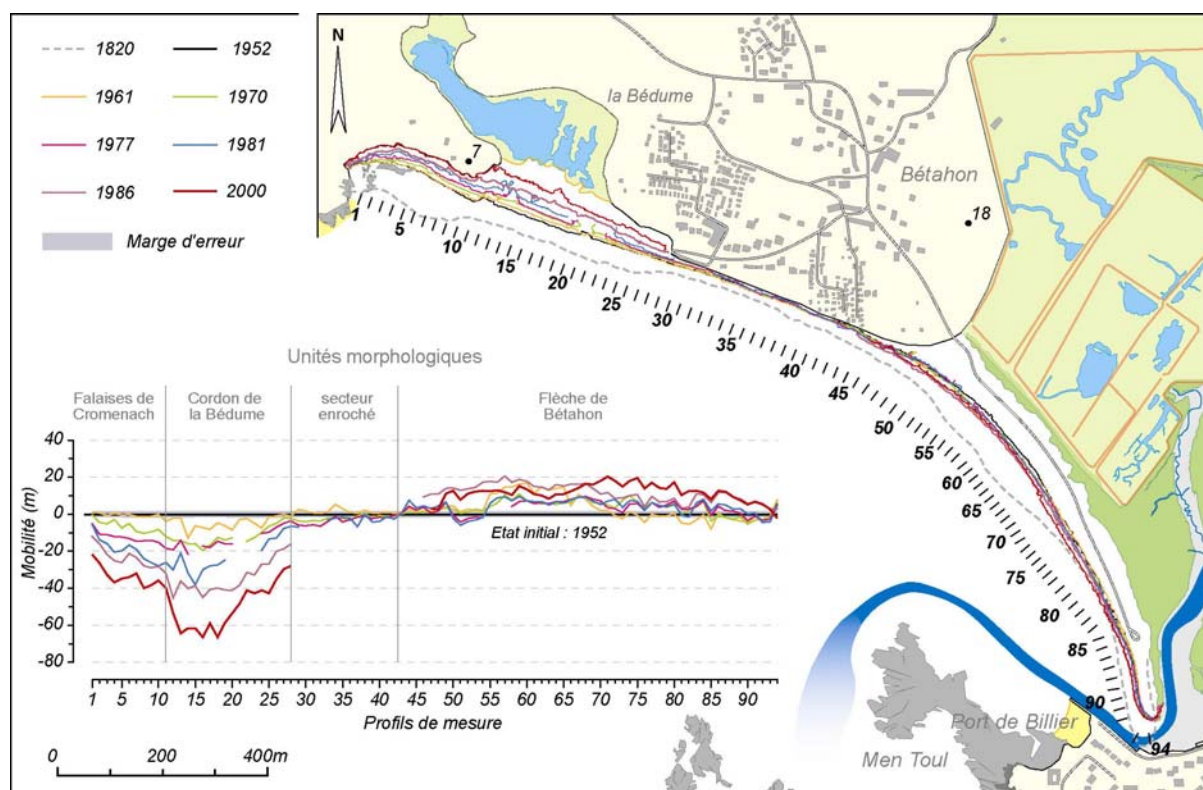 1820
1952
1961
1970
1977
1981
1986
2000
Marge d'erreur
N
la Bédume
Bétahon
7
18
1
5
10
15
20
25
30
35
40
45
50
55
60
65
70
75
80
85
90
94
Port de Billier
Men Toul
Unités morphologiques
Falaises de Cromenach
Cordon de la Bédume
secteur enroché
Flèche de Bétahon
Mobilité (m)
40
20
0
-20
-40
-60
-80
Etat initial : 1952
1 5 10 15 20 25 30 35 40 45 50 55 60 65 70 75 80 85 90
Profils de mesure
0 200 400m